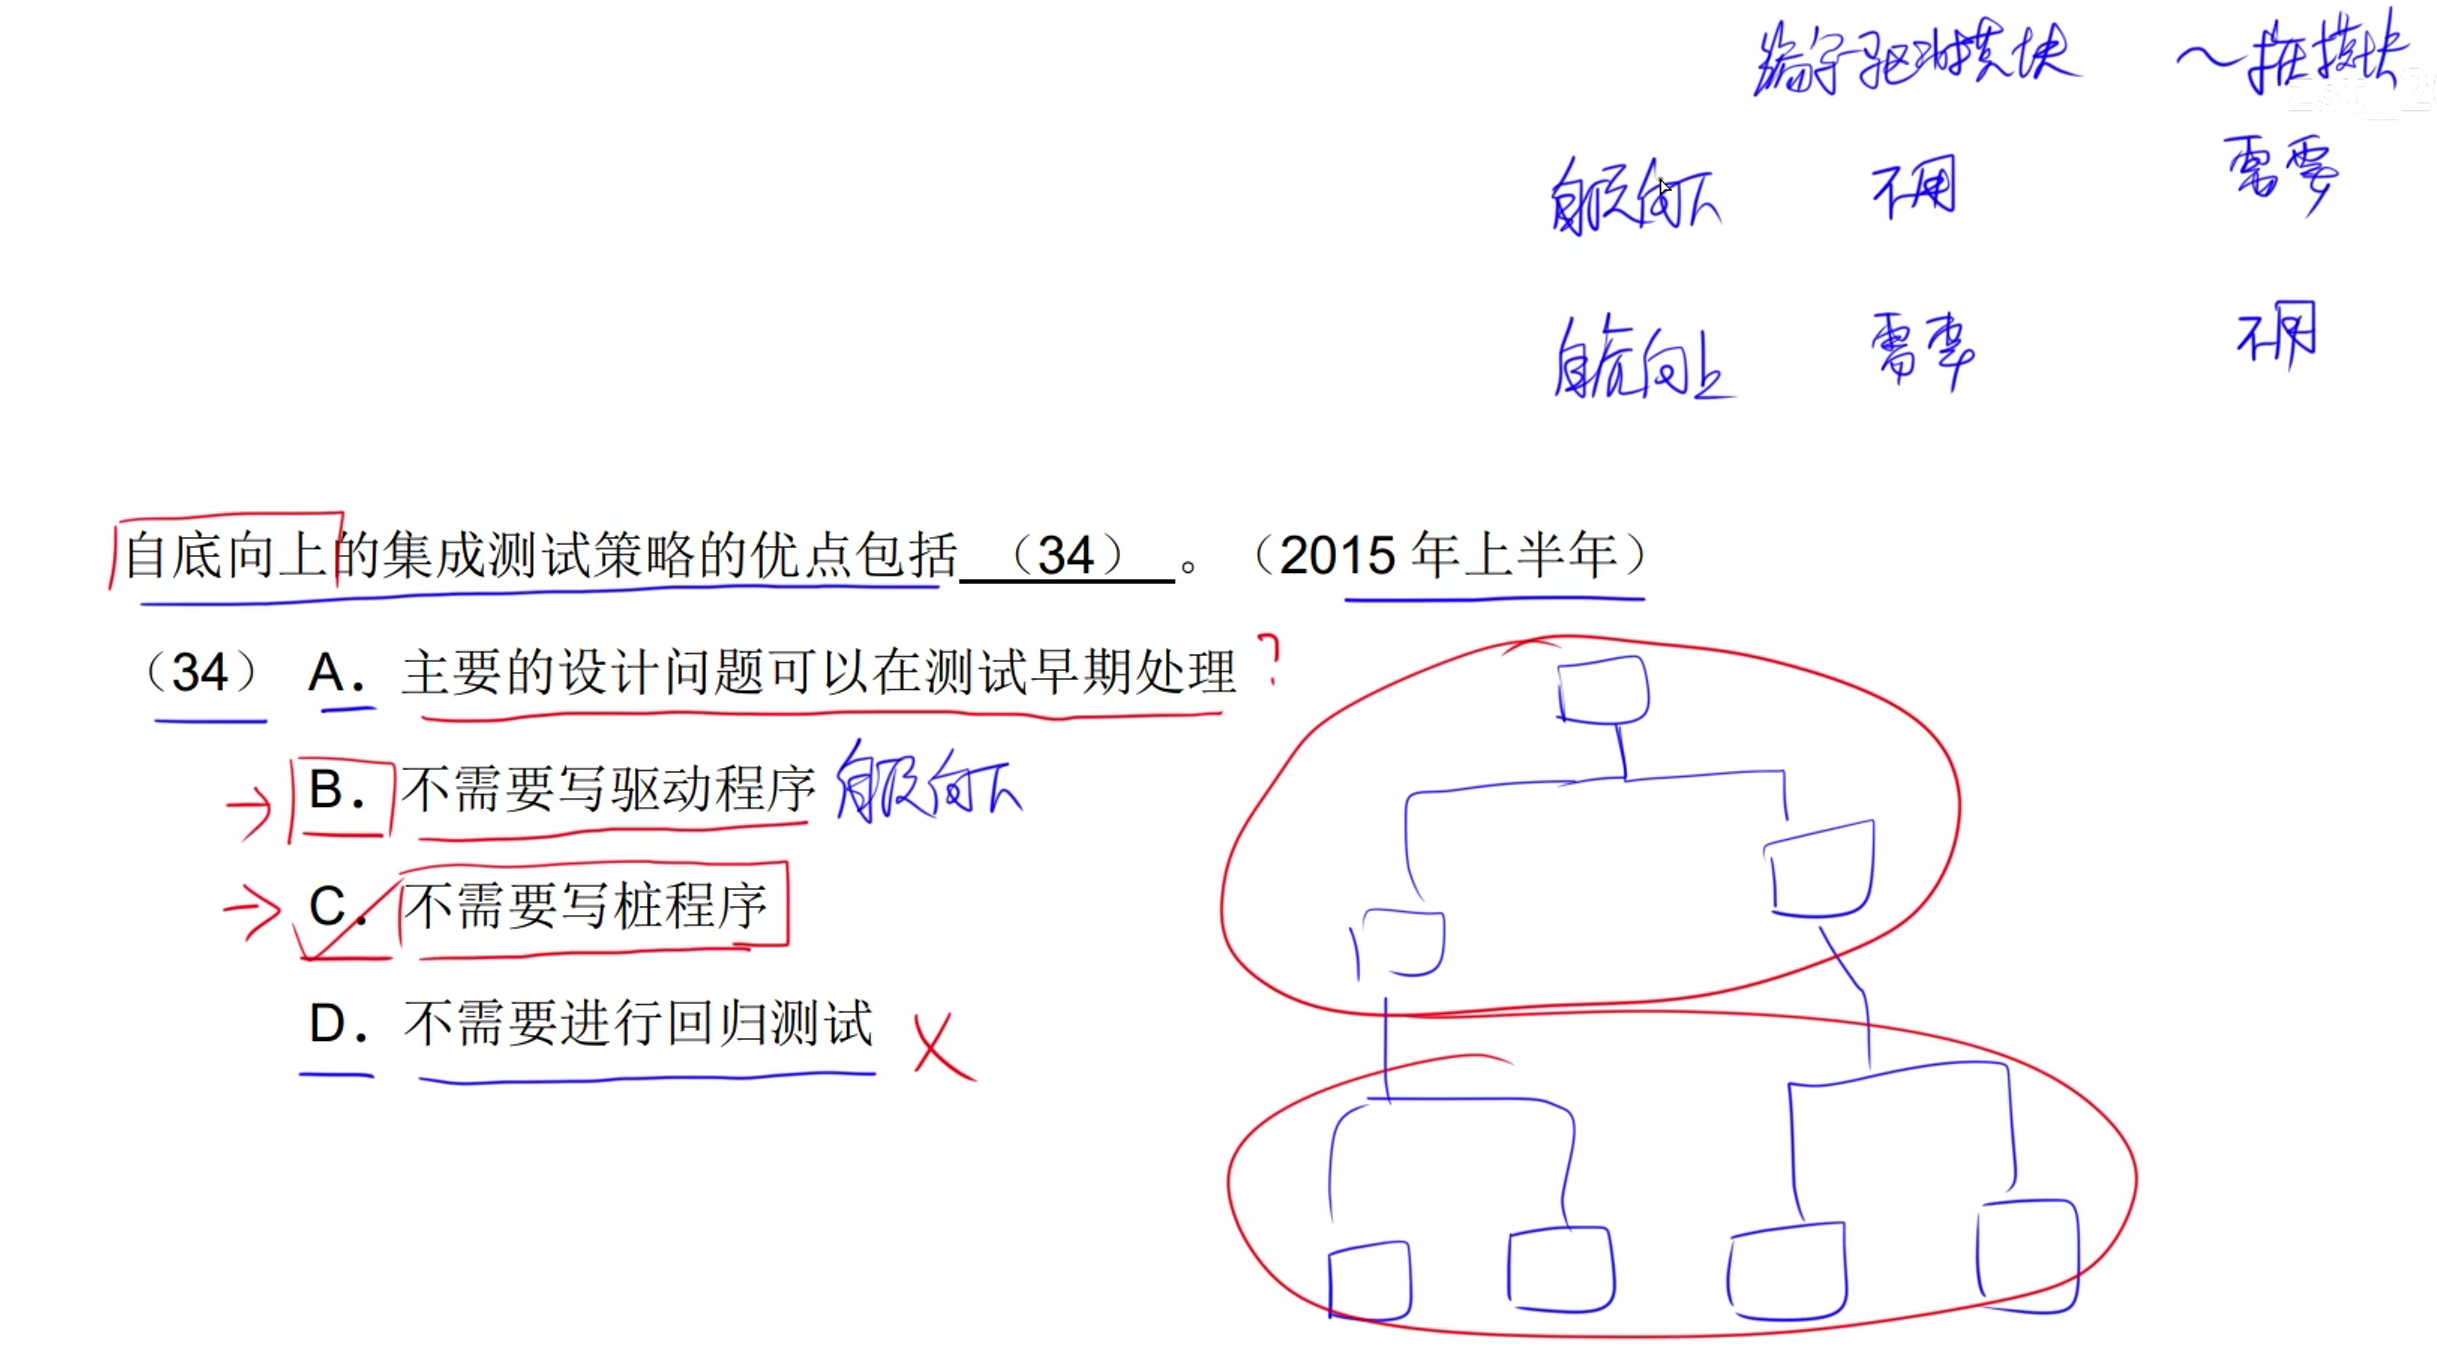 编写驱动模块 ~桩模块
自顶向下 不用 需要
自底向上 需要 不用
自底向上的集成测试策略的优点包括 （34） 。（2015 年上半年）
（34） A. 主要的设计问题可以在测试早期处理 ?
B. 不需要写驱动程序 自顶向下
C. 不需要写桩程序
D. 不需要进行回归测试